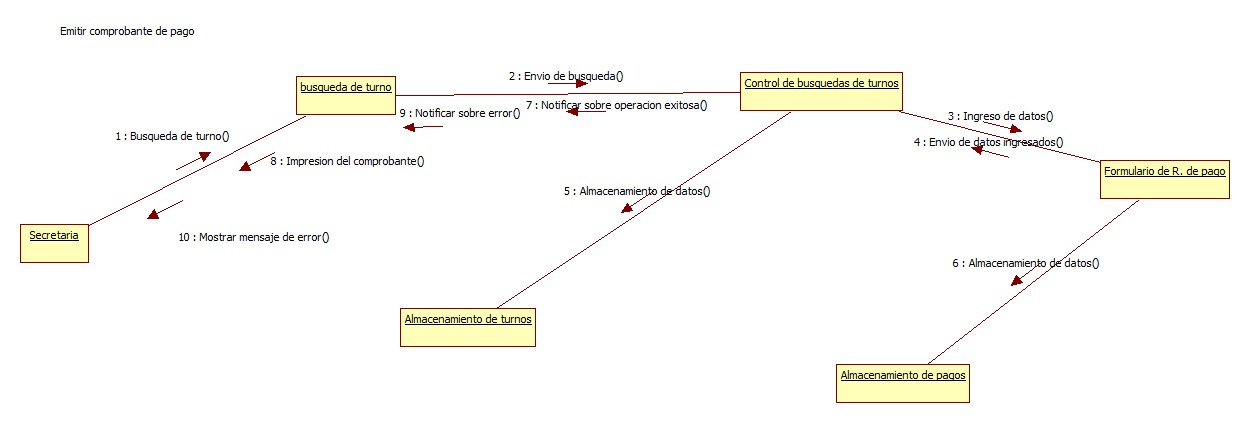 Emitir comprobante de pago
2 : Envio de busqueda()
busqueda de turno
Control de busquedas de turnos
7 : Notificar sobre operacion exitosa()
9 : Notificar sobre error()
3 : Ingreso de datos()
1 : Busqueda de turno()
4 : Envio de datos ingresados()
8 : Impresion del comprobante()
Formulario de R. de pago
5 : Almacenamiento de datos()
Secretaria
10 : Mostrar mensaje de error()
6 : Almacenamiento de datos()
Almacenamiento de turnos
Almacenamiento de pagos